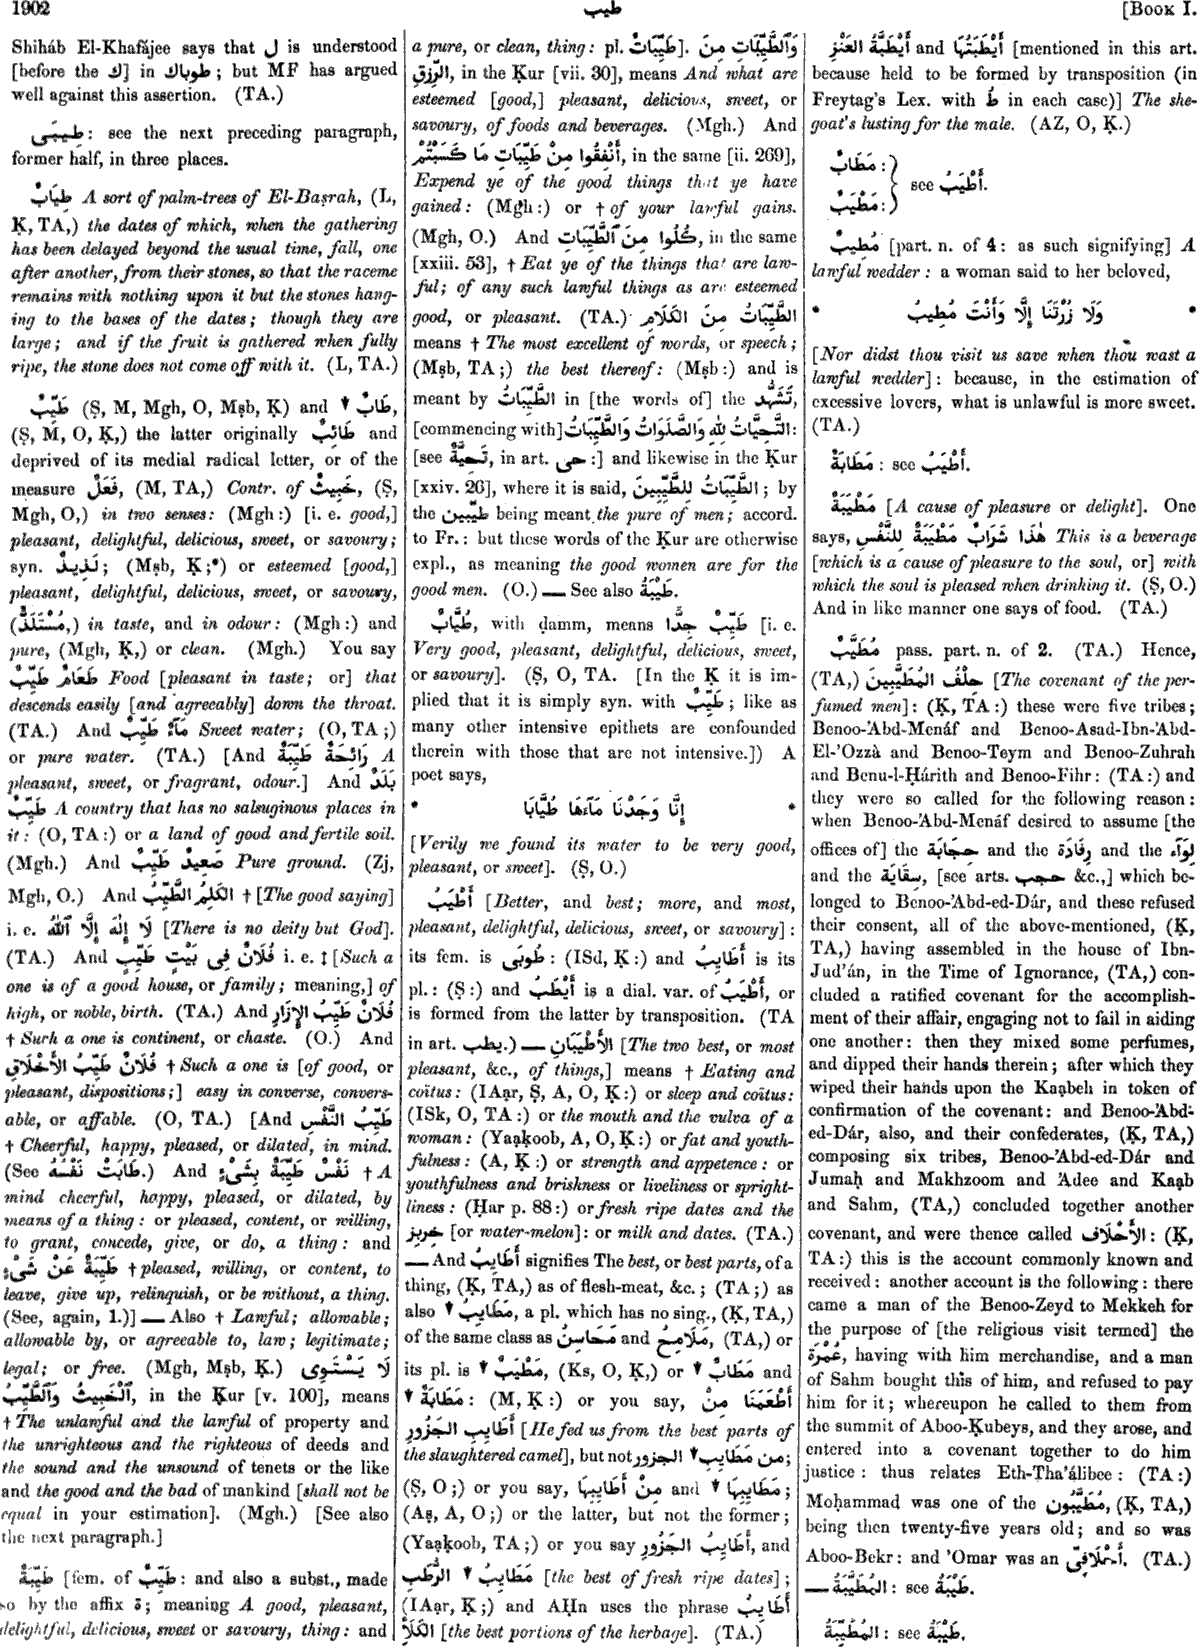 1902
طيب
[BOOK I.
Shiháb El-Khafájee says that ل is understood
[before the ك] in طوباك; but MF has argued
well against this assertion. (TA.)
طِيبَى: see the next preceding paragraph,
former half, in three places.
طَيَابٌ A sort of palm-trees of El-Baṣrah, (L,
Ḳ, TA,) the dates of which, when the gathering
has been delayed beyond the usual time, fall, one
after another, from their stones, so that the raceme
remains with nothing upon it but the stones hang-
ing to the bases of the dates; though they are
large; and if the fruit is gathered when fully
ripe, the stone does not come off with it. (L, TA.)
طَيِّبٌ (Ṣ, M, Mgh, O, Mṣb, Ḳ) and ▼ طَابٌ,
(Ṣ, M, O, Ḳ,) the latter originally طَائِبٌ and
deprived of its medial radical letter, or of the
measure فَعَلٌ, (M, TA,) Contr. of خَبِيثٌ, (Ṣ,
Mgh, O,) in two senses: (Mgh:) [i. e. good,]
pleasant, delightful, delicious, sweet, or savoury;
syn. لَذِيذٌ; (Mṣb, Ḳ;*) or esteemed [good,]
pleasant, delightful, delicious, sweet, or savoury,
(مُسْتَلَذٌّ,) in taste, and in odour: (Mgh:) and
pure, (Mgh, Ḳ,) or clean. (Mgh.) You say
طَعَامٌ طَيِّبٌ Food [pleasant in taste; or] that
descends easily [and agreeably] down the throat.
(TA.) And مَآءٌ طَيِّبٌ Sweet water; (O, TA;)
or pure water. (TA.) [And رَائِحَةٌ طَيِّبَةٌ A
pleasant, sweet, or fragrant, odour.] And بَلَدٌ
طَيِّبٌ A country that has no salsuginous places in
it: (O, TA:) or a land of good and fertile soil.
(Mgh.) And صَعِيدٌ طَيِّبٌ Pure ground. (Zj,
Mgh, O.) And الكَلِمُ الطَّيِّبُ † [The good saying]
i. e. لَا إِلٰهَ إِلَّا ٱللّٰهُ [There is no deity but God].
(TA.) And فُلَانٌ فِى بَيْتٍ طَيِّبٍ i. e. ‡ [Such a
one is of a good house, or family; meaning,] of
high, or noble, birth. (TA.) And فُلَانٌ طَيِّبُ الإِزَارِ
† Such a one is continent, or chaste. (O.) And
فُلَانٌ طَيِّبُ الأَخْلَاقِ † Such a one is [of good, or
pleasant, dispositions;] easy in converse, convers-
able, or affable. (O, TA.) [And طَيِّبُ النَّفْسِ
† Cheerful, happy, pleased, or dilated, in mind.
(See طَابَتْ نَفْسُهُ.) And نَفْسٌ طَيِّبَةٌ بِشَىْءٍ † A
mind cheerful, happy, pleased, or dilated, by
means of a thing: or pleased, content, or willing,
to grant, concede, give, or do, a thing: and
طَيِّبَةٌ عَنْ شَىْءٍ † pleased, willing, or content, to
leave, give up, relinquish, or be without, a thing.
(See, again, 1.)] — Also † Lawful; allowable;
allowable by, or agreeable to, law; legitimate;
legal; or free. (Mgh, Mṣb, Ḳ.) لَا يَسْتَوِى
ٱلْخَبِيثُ وَٱلطَّيِّبُ, in the Ḳur [v. 100], means
† The unlawful and the lawful of property and
the unrighteous and the righteous of deeds and
the sound and the unsound of tenets or the like
and the good and the bad of mankind [shall not be
equal in your estimation]. (Mgh.) [See also
the next paragraph.]
طَيِّبَةٌ [fem. of طَيِّبٌ: and also a subst., made
so by the affix ة; meaning A good, pleasant,
delightful, delicious, sweet or savoury, thing: and
a pure, or clean, thing: pl. طَيِّبَاتٌ]. وَٱلطَّيِّبَاتِ مِنَ
الرِّزْقِ, in the Ḳur [vii. 30], means And what are
esteemed [good,] pleasant, delicious, sweet, or
savoury, of foods and beverages. (Mgh.) And
أَنْفِقُوا مِنْ طَيِّبَاتِ مَا كَسَبْتُمْ, in the same [ii. 269],
Expend ye of the good things that ye have
gained: (Mgh:) or † of your lawful gains.
(Mgh, O.) And كُلُوا مِنَ ٱلطَّيِّبَاتِ, in the same
[xxiii. 53], † Eat ye of the things that are law-
ful; of any such lawful things as are esteemed
good, or pleasant. (TA.) الطَّيِّبَاتُ مِنَ الكَلَامِ
means † The most excellent of words, or speech;
(Mṣb, TA;) the best thereof: (Mṣb:) and is
meant by الطَّيِّبَاتُ in [the words of] the تَشَهُّد,
[commencing with] التَّحِيَّاتُ لِلّٰهِ وَالصَّلَوَاتُ وَالطَّيِّبَاتُ:
[see تَحِيَّةٌ, in art. حى:] and likewise in the Ḳur
[xxiv. 26], where it is said, الطَّيِّبَاتُ لِلطَّيِّبِينَ; by
the طيّبين being meant the pure of men; accord.
to Fr.: but these words of the Ḳur are otherwise
expl., as meaning the good women are for the
good men. (O.) — See also طَيْبَةُ.
طُيَّابٌ, with ḍamm, means طَيِّبٌ جِدًّا [i. e.
Very good, pleasant, delightful, delicious, sweet,
or savoury]. (Ṣ, O, TA. [In the Ḳ it is im-
plied that it is simply syn. with طَيِّبٌ; like as
many other intensive epithets are confounded
therein with those that are not intensive.]) A
poet says,
* إِنَّا وَجَدْنَا مَآءَهَا طُيَّابَا *
[Verily we found its water to be very good,
pleasant, or sweet]. (Ṣ, O.)
أَطْيَبُ [Better, and best; more, and most,
pleasant, delightful, delicious, sweet, or savoury]:
its fem. is طُوبَى: (ISd, Ḳ:) and أَطَايِبُ is its
pl.: (Ṣ:) and أَيْطَبُ is a dial. var. of أَطْيَبُ, or
is formed from the latter by transposition. (TA
in art. يطب.) — الأَطْيَبَانِ [The two best, or most
pleasant, &c., of things,] means † Eating and
coïtus: (IAạr, Ṣ, A, O, Ḳ:) or sleep and coïtus:
(ISk, O, TA:) or the mouth and the vulva of a
woman: (Yaạḳoob, A, O, Ḳ:) or fat and youth-
fulness: (A, Ḳ:) or strength and appetence: or
youthfulness and briskness or liveliness or spright-
liness: (Ḥar p. 88:) or fresh ripe dates and the
خربز [or water-melon]: or milk and dates. (TA.)
— And أَطَايِبُ signifies The best, or best parts, of a
thing, (Ḳ, TA,) as of flesh-meat, &c.; (TA;) as
also ▼ مَطَايِبُ, a pl. which has no sing., (Ḳ, TA,)
of the same class as مَحَاسِنُ and مَلَامِحُ, (TA,) or
its pl. is ▼ مَطْيَبٌ, (Ks, O, Ḳ,) or ▼ مَطَابٌ and
▼ مَطَابَةٌ: (M, Ḳ:) or you say, أَطْعَمَنَا مِنْ
أَطَايِبِ الجَزُورِ [He fed us from the best parts of
the slaughtered camel], but not من ▼ مَطَايِبِ الجزور;
(Ṣ, O;) or you say, مِنْ أَطَايِبِهَا and ▼ مَطَايِبِهَا;
(Aṣ, A, O;) or the latter, but not the former;
(Yaạḳoob, TA;) or you say أَطَايِبُ الجَزُورِ, and
▼ مَطَايِبُ الرُّطَبِ [the best of fresh ripe dates];
(IAạr, Ḳ;) and AḤn uses the phrase أَطَايِبُ
الكَلَأِ [the best portions of the herbage]. (TA.)
أَيْطَبَّةُ العَنْزِ and أَيْطَبَتُهَا [mentioned in this art.
because held to be formed by transposition (in
Freytag's Lex. with طُ in each case)] The she-
goat's lusting for the male. (AZ, O, Ḳ.)
مَطَابٌ:
مَطْيَبٌ:
see أَطْيَبُ.
مُطِيبٌ [part. n. of 4: as such signifying] A
lawful wedder: a woman said to her beloved,
* وَلَا زُرْتَنَا إِلَّا وَأَنْتَ مُطِيبُ *
[Nor didst thou visit us save when thou wast a
lawful wedder]: because, in the estimation of
excessive lovers, what is unlawful is more sweet.
(TA.)
مَطَابَةٌ: see أَطْيَبُ.
مَطْيَبَةٌ [A cause of pleasure or delight]. One
says, هٰذَا شَرَابٌ مَطْيَبَةٌ لِلنَّفْسِ This is a beverage
[which is a cause of pleasure to the soul, or] with
which the soul is pleased when drinking it. (Ṣ, O.)
And in like manner one says of food. (TA.)
مُطَيَّبٌ pass. part. n. of 2. (TA.) Hence,
(TA,) حِلْفُ المُطَيَّبِينَ [The covenant of the per-
fumed men]: (Ḳ, TA:) these were five tribes;
Benoo-'Abd-Menáf and Benoo-Asad-Ibn-'Abd-
El-'Ozzà and Benoo-Teym and Benoo-Zuhrah
and Benu-l-Ḥárith and Benoo-Fihr: (TA:) and
they were so called for the following reason:
when Benoo-'Abd-Menáf desired to assume [the
offices of] the حِجَابَة and the رِفَادَة and the لِوَآء
and the سِقَايَة, [see arts. حجب &c.,] which be-
longed to Benoo-'Abd-ed-Dár, and these refused
their consent, all of the above-mentioned, (Ḳ,
TA,) having assembled in the house of Ibn-
Jud'án, in the Time of Ignorance, (TA,) con-
cluded a ratified covenant for the accomplish-
ment of their affair, engaging not to fail in aiding
one another: then they mixed some perfumes,
and dipped their hands therein; after which they
wiped their hands upon the Kaạbeh in token of
confirmation of the covenant: and Benoo-'Abd-
ed-Dár, also, and their confederates, (Ḳ, TA,)
composing six tribes, Benoo-'Abd-ed-Dár and
Jumaḥ and Makhzoom and 'Adee and Kaạb
and Sahm, (TA,) concluded together another
covenant, and were thence called الأَحْلَاف: (Ḳ,
TA:) this is the account commonly known and
received: another account is the following: there
came a man of the Benoo-Zeyd to Mekkeh for
the purpose of [the religious visit termed] the
عُمْرَة, having with him merchandise, and a man
of Sahm bought this of him, and refused to pay
him for it; whereupon he called to them from
the summit of Aboo-Ḳubeys, and they arose, and
entered into a covenant together to do him
justice: thus relates Eth-Tha'álibee: (TA:)
Moḥammad was one of the مُطَيَّبُون, (Ḳ, TA,)
being then twenty-five years old; and so was
Aboo-Bekr: and 'Omar was an أَحْلَافِىّ. (TA.)
— المُطَيَّبَةُ: see طَيْبَةُ.
المُطَيِّبَةُ: see طَيْبَةُ.